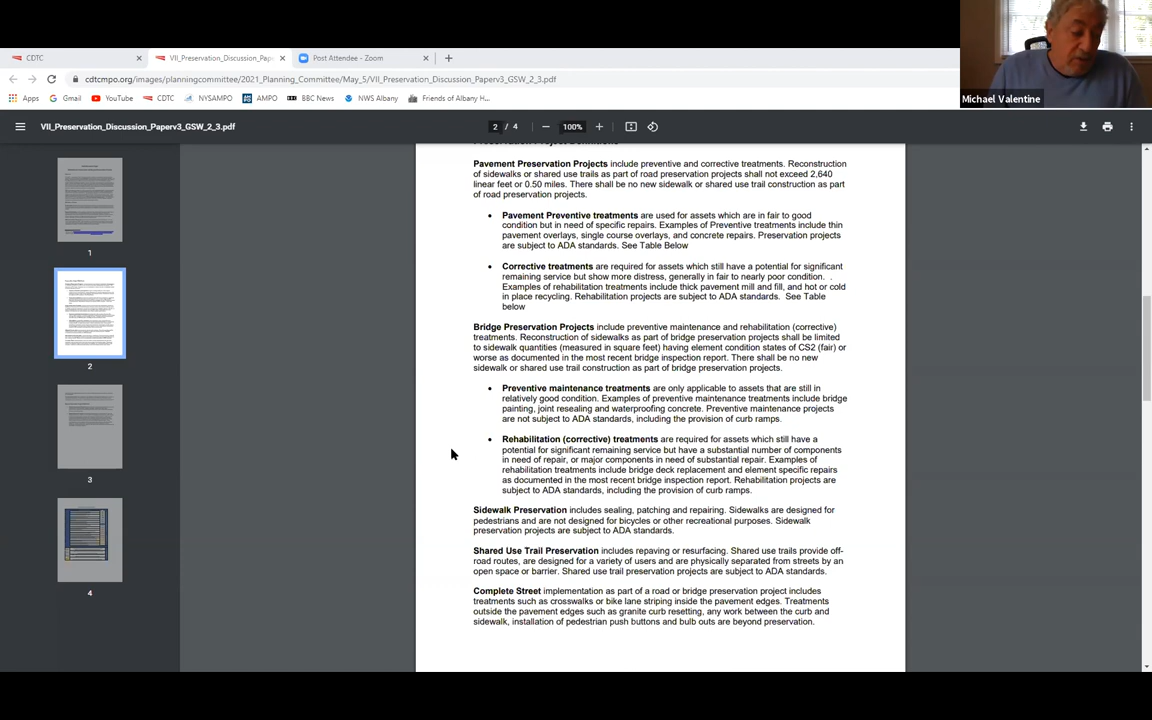 CDTC
VII_Preservation_Discussion_Pap
Post Attendee - Zoom
cdtcmpo.org/images/planningcommittee/2021_Planning_Committee/May_5/VII_Preservation_Discussion_Paperv3_GSW_2_3.pdf
Apps
Gmail
YouTube
CDTC
NYSAMPO
AMPO
BBC News
NWS Albany
Friends of Albany H...
Michael Valentine
VII_Preservation_Discussion_Paperv3_GSW_2_3.pdf
2 / 4
100%
1
2
3
4
Pavement Preservation Projects include preventive and corrective treatments. Reconstruction
of sidewalks or shared use trails as part of road preservation projects shall not exceed 2,640
linear feet or 0.50 miles. There shall be no new sidewalk or shared use trail construction as part
of road preservation projects.
• Pavement Preventive treatments are used for assets which are in fair to good
condition but in need of specific repairs. Examples of Preventive treatments include thin
pavement overlays, single course overlays, and concrete repairs. Preservation projects
are subject to ADA standards. See Table Below
• Corrective treatments are required for assets which still have a potential for significant
remaining service but show more distress, generally in fair to nearly poor condition. .
Examples of rehabilitation treatments include thick pavement mill and fill, and hot or cold
in place recycling. Rehabilitation projects are subject to ADA standards. See Table
below
Bridge Preservation Projects include preventive maintenance and rehabilitation (corrective)
treatments. Reconstruction of sidewalks as part of bridge preservation projects shall be limited
to sidewalk quantities (measured in square feet) having element condition states of CS2 (fair) or
worse as documented in the most recent bridge inspection report. There shall be no new
sidewalk or shared use trail construction as part of bridge preservation projects.
• Preventive maintenance treatments are only applicable to assets that are still in
relatively good condition. Examples of preventive maintenance treatments include bridge
painting, joint resealing and waterproofing concrete. Preventive maintenance projects
are not subject to ADA standards, including the provision of curb ramps.
• Rehabilitation (corrective) treatments are required for assets which still have a
potential for significant remaining service but have a substantial number of components
in need of repair, or major components in need of substantial repair. Examples of
rehabilitation treatments include bridge deck replacement and element specific repairs
as documented in the most recent bridge inspection report. Rehabilitation projects are
subject to ADA standards, including the provision of curb ramps.
Sidewalk Preservation includes sealing, patching and repairing. Sidewalks are designed for
pedestrians and are not designed for bicycles or other recreational purposes. Sidewalk
preservation projects are subject to ADA standards.
Shared Use Trail Preservation includes repaving or resurfacing. Shared use trails provide off-
road routes, are designed for a variety of users and are physically separated from streets by an
open space or barrier. Shared use trail preservation projects are subject to ADA standards.
Complete Street implementation as part of a road or bridge preservation project includes
treatments such as crosswalks or bike lane striping inside the pavement edges. Treatments
outside the pavement edges such as granite curb resetting, any work between the curb and
sidewalk, installation of pedestrian push buttons and bulb outs are beyond preservation.